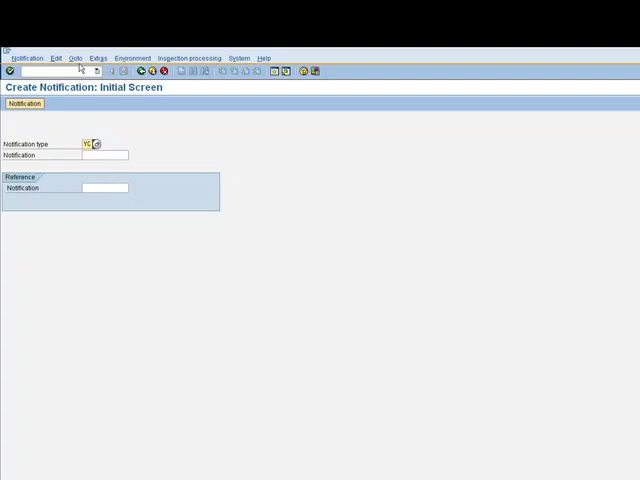 Notification Edit Goto Extras Environment Inspection processing System Help
Create Notification: Initial Screen
Notification
Notification type YC
Notification
Reference
Notification